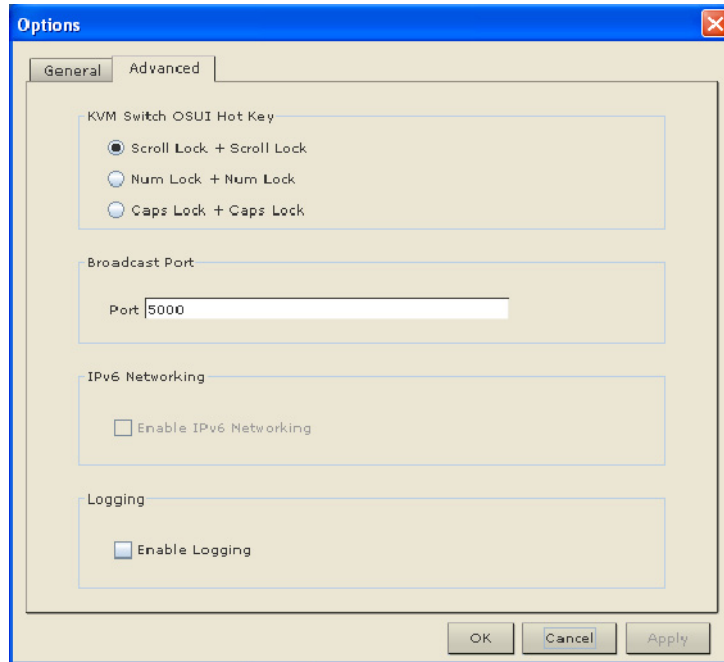 Options
General
Advanced
KVM Switch OSUI Hot Key
Scroll Lock + Scroll Lock
Num Lock + Num Lock
Caps Lock + Caps Lock
Broadcast Port
Port 5000
IPv6 Networking
Enable IPv6 Networking
Logging
Enable Logging
OK
Cancel
Apply